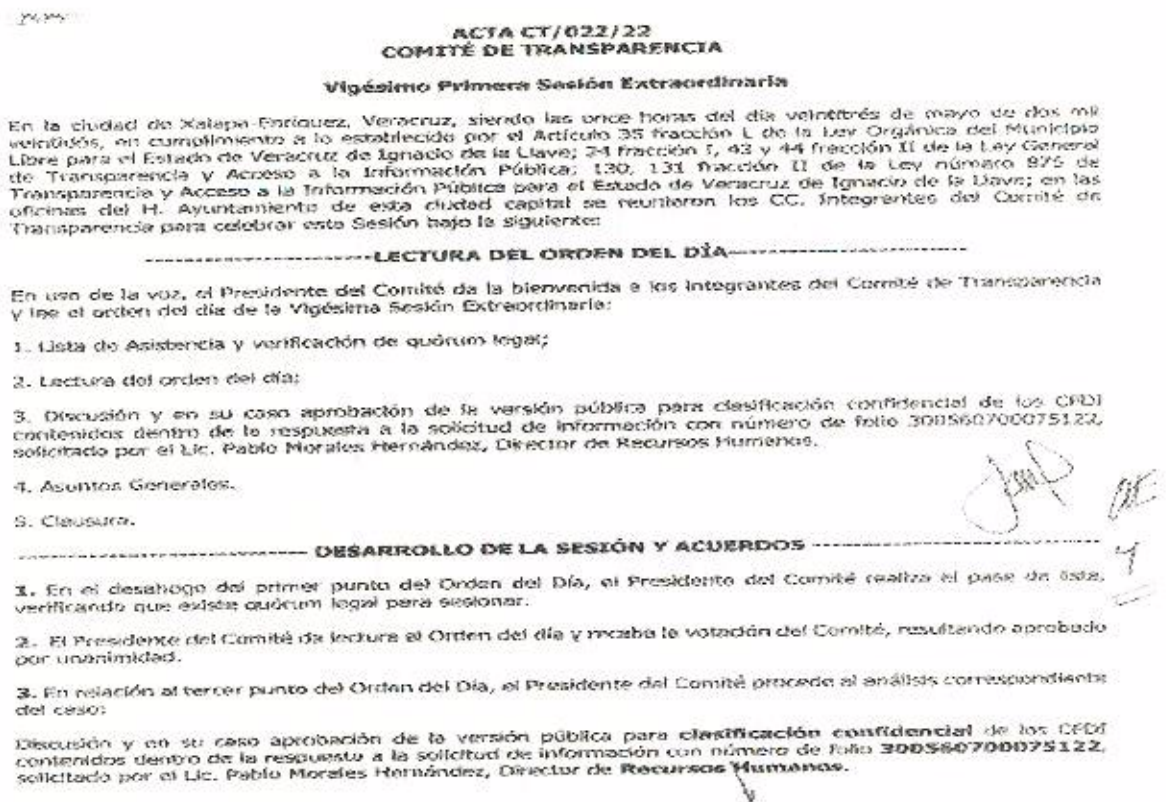 ACTA CT/022/22
COMITÉ DE TRANSPARENCIA
Vigésimo Primera Sesión Extraordinaria
En la ciudad de Xalapa-Enríquez, Veracruz, siendo las once horas del día veintitrés de mayo de dos mil
veintidós, en cumplimiento a lo establecido por el Artículo 35 fracción L de la Ley Orgánica del Municipio
Libre para el Estado de Veracruz de Ignacio de la Llave; 24 fracción I, 43 y 44 fracción II de la Ley General
de Transparencia y Acceso a la Información Pública; 130, 131 fracción II de la Ley número 875 de
Transparencia y Acceso a la Información Pública para el Estado de Veracruz de Ignacio de la Llave; en las
oficinas del H. Ayuntamiento de esta ciudad capital se reunieron los CC. Integrantes del Comité de
Transparencia para celebrar esta Sesión bajo la siguiente:
LECTURA DEL ORDEN DEL DÍA
En uso de la voz, el Presidente del Comité da la bienvenida a los integrantes del Comité de Transparencia
y lee el orden del día de la Vigésima Sesión Extraordinaria:
1. Lista de Asistencia y verificación de quórum legal;
2. Lectura del orden del día;
3. Discusión y en su caso aprobación de la versión pública para clasificación confidencial de los CFDI
contenidos dentro de la respuesta a la solicitud de información con número de folio 300560700075122,
solicitado por el Lic. Pablo Morales Hernández, Director de Recursos Humanos.
4. Asuntos Generales.
5. Clausura.
DESARROLLO DE LA SESIÓN Y ACUERDOS
1. En el desahogo del primer punto del Orden del Día, el Presidente del Comité realiza el pase de lista,
verificando que existe quórum legal para sesionar.
2. El Presidente del Comité da lectura al Orden del día y recaba la votación del Comité, resultando aprobado
por unanimidad.
3. En relación al tercer punto del Orden del Día, el Presidente del Comité procede al análisis correspondiente
del caso:
Discusión y en su caso aprobación de la versión pública para clasificación confidencial de los CFDI
contenidos dentro de la respuesta a la solicitud de información con número de folio 300560700075122,
solicitado por el Lic. Pablo Morales Hernández, Director de Recursos Humanos.